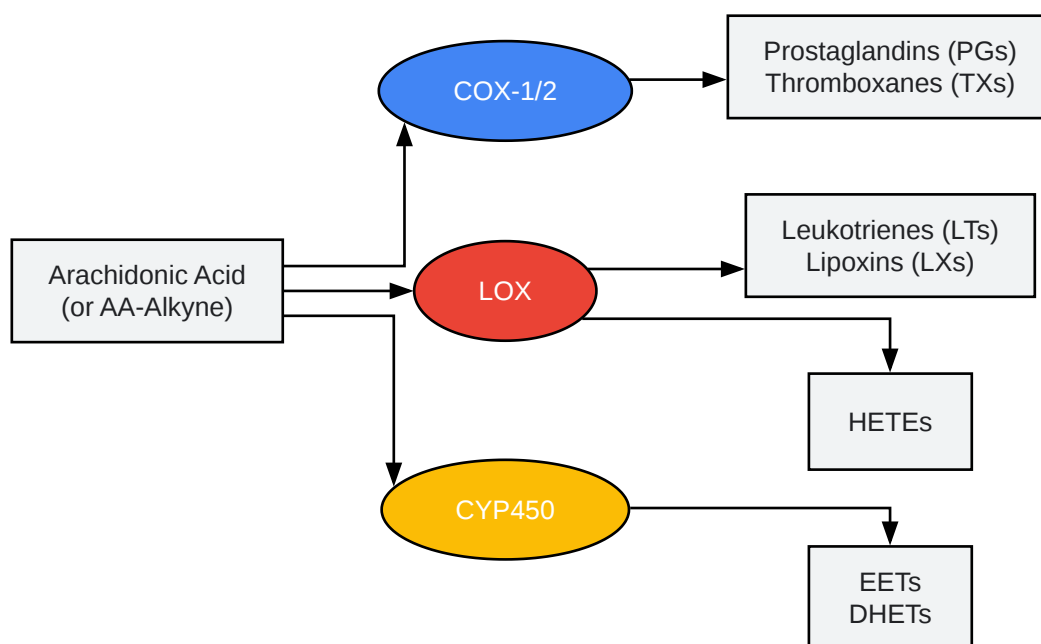 COX-1/2
Prostaglandins (PGs)
Thromboxanes (TXs)
Arachidonic Acid
(or AA-Alkyne)
LOX
Leukotrienes (LTs)
Lipoxins (LXs)
HETEs
CYP450
EETs
DHETs